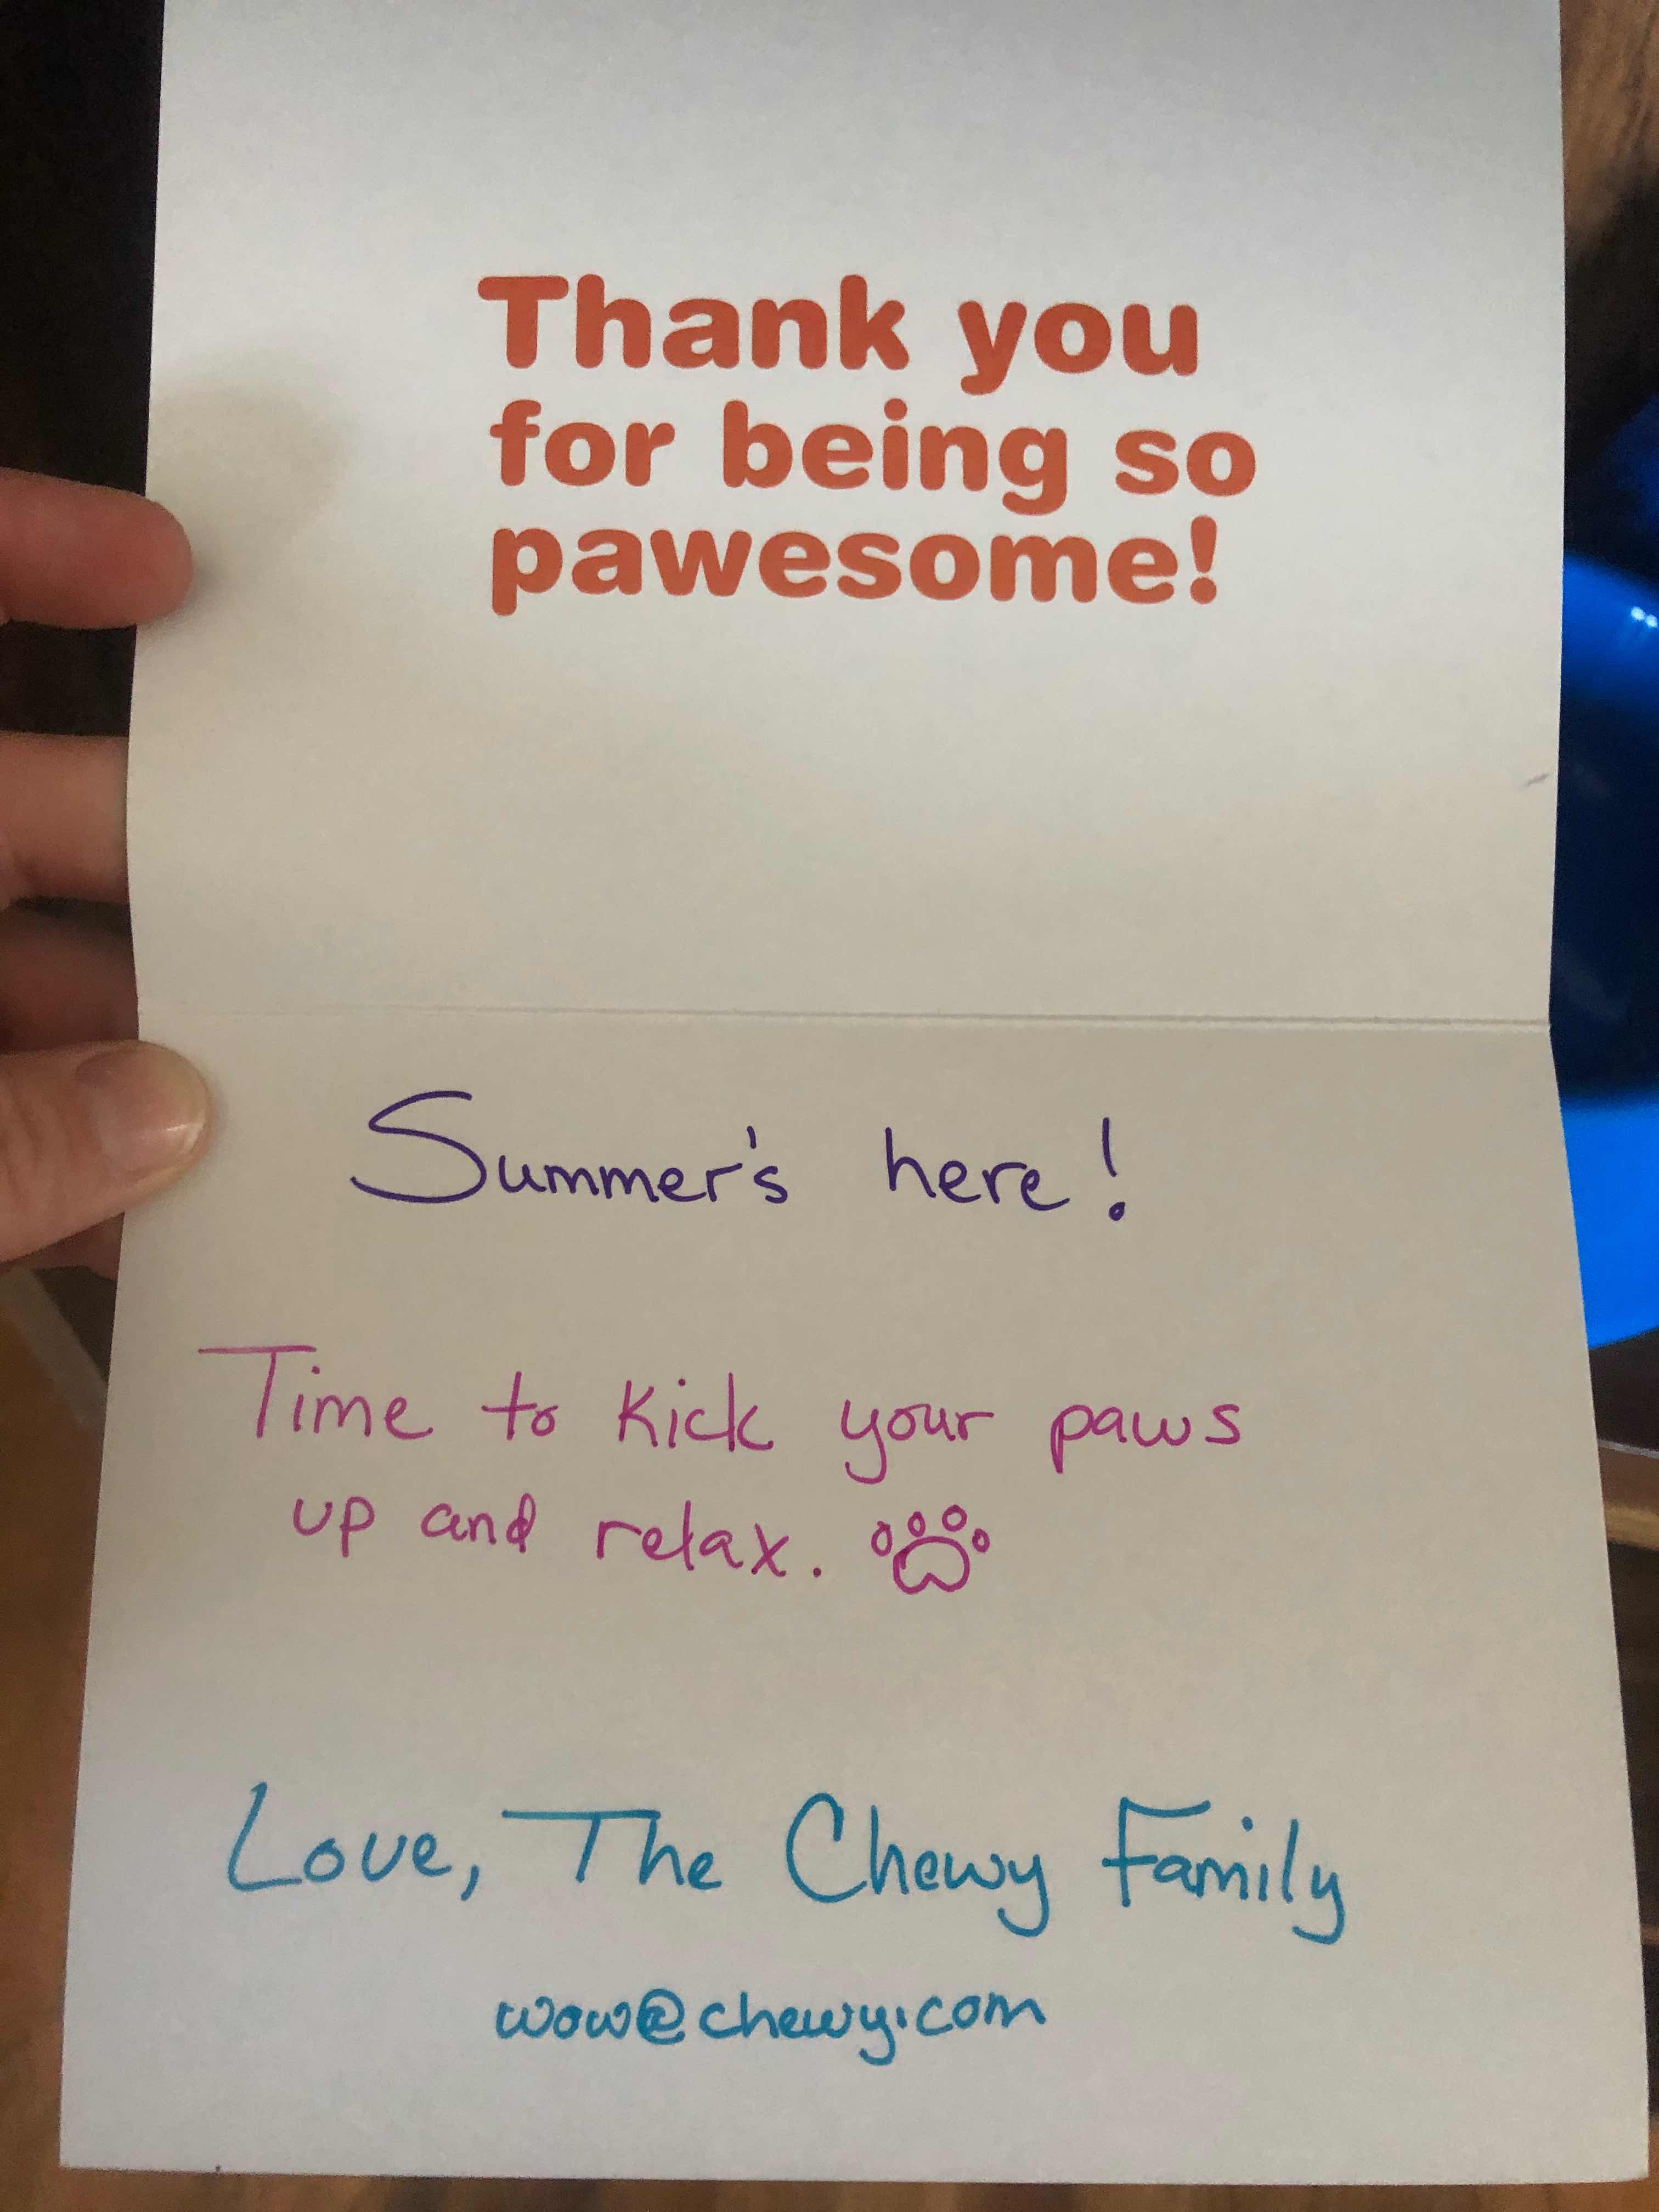 Thank you
for being so
pawesome!
Summer's here!
Time to kick your paws
up and relax.
Love, The Chewy Family
wow@chewy.com